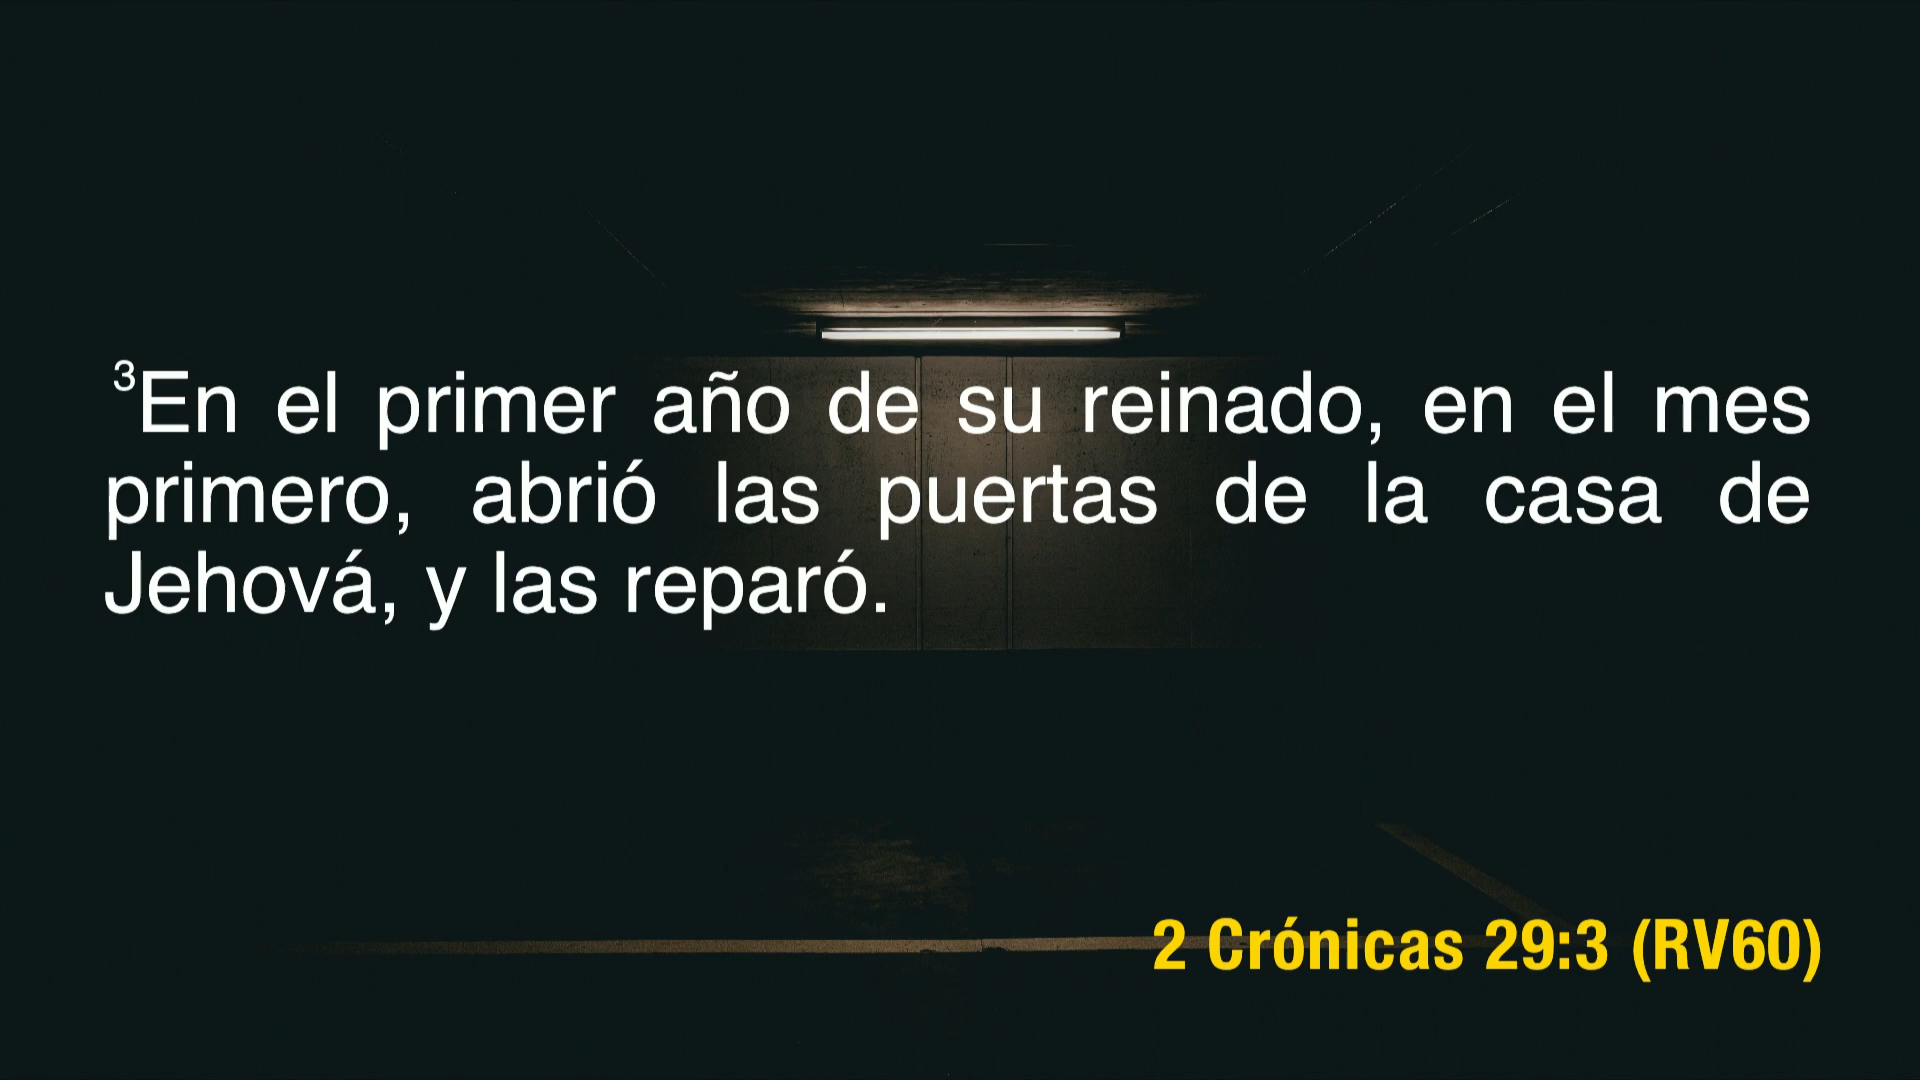 ³En el primer año de su reinado, en el mes
primero, abrió las puertas de la casa de
Jehová, y las reparó.
2 Crónicas 29:3 (RV60)